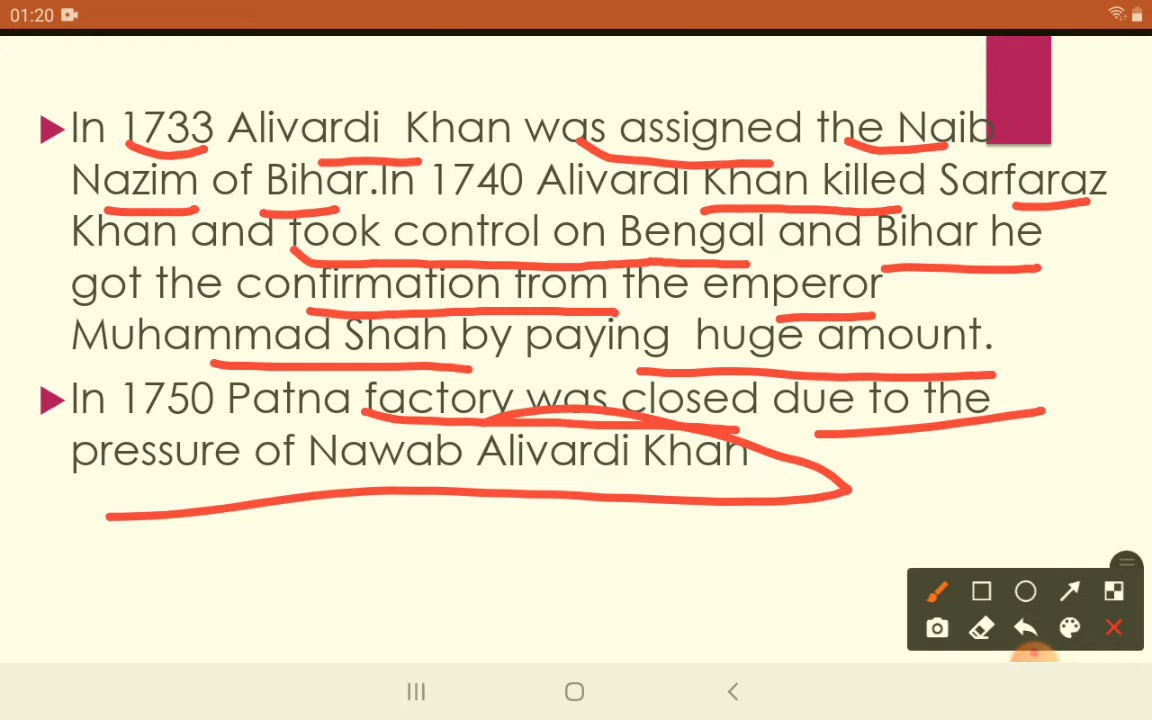 01:20
In 1733 Alivardi Khan was assigned the Naib
Nazim of Bihar.In 1740 Alivardi Khan killed Sarfaraz
Khan and took control on Bengal and Bihar he
got the confirmation from the emperor
Muhammad Shah by paying huge amount.
In 1750 Patna factory was closed due to the
pressure of Nawab Alivardi Khan